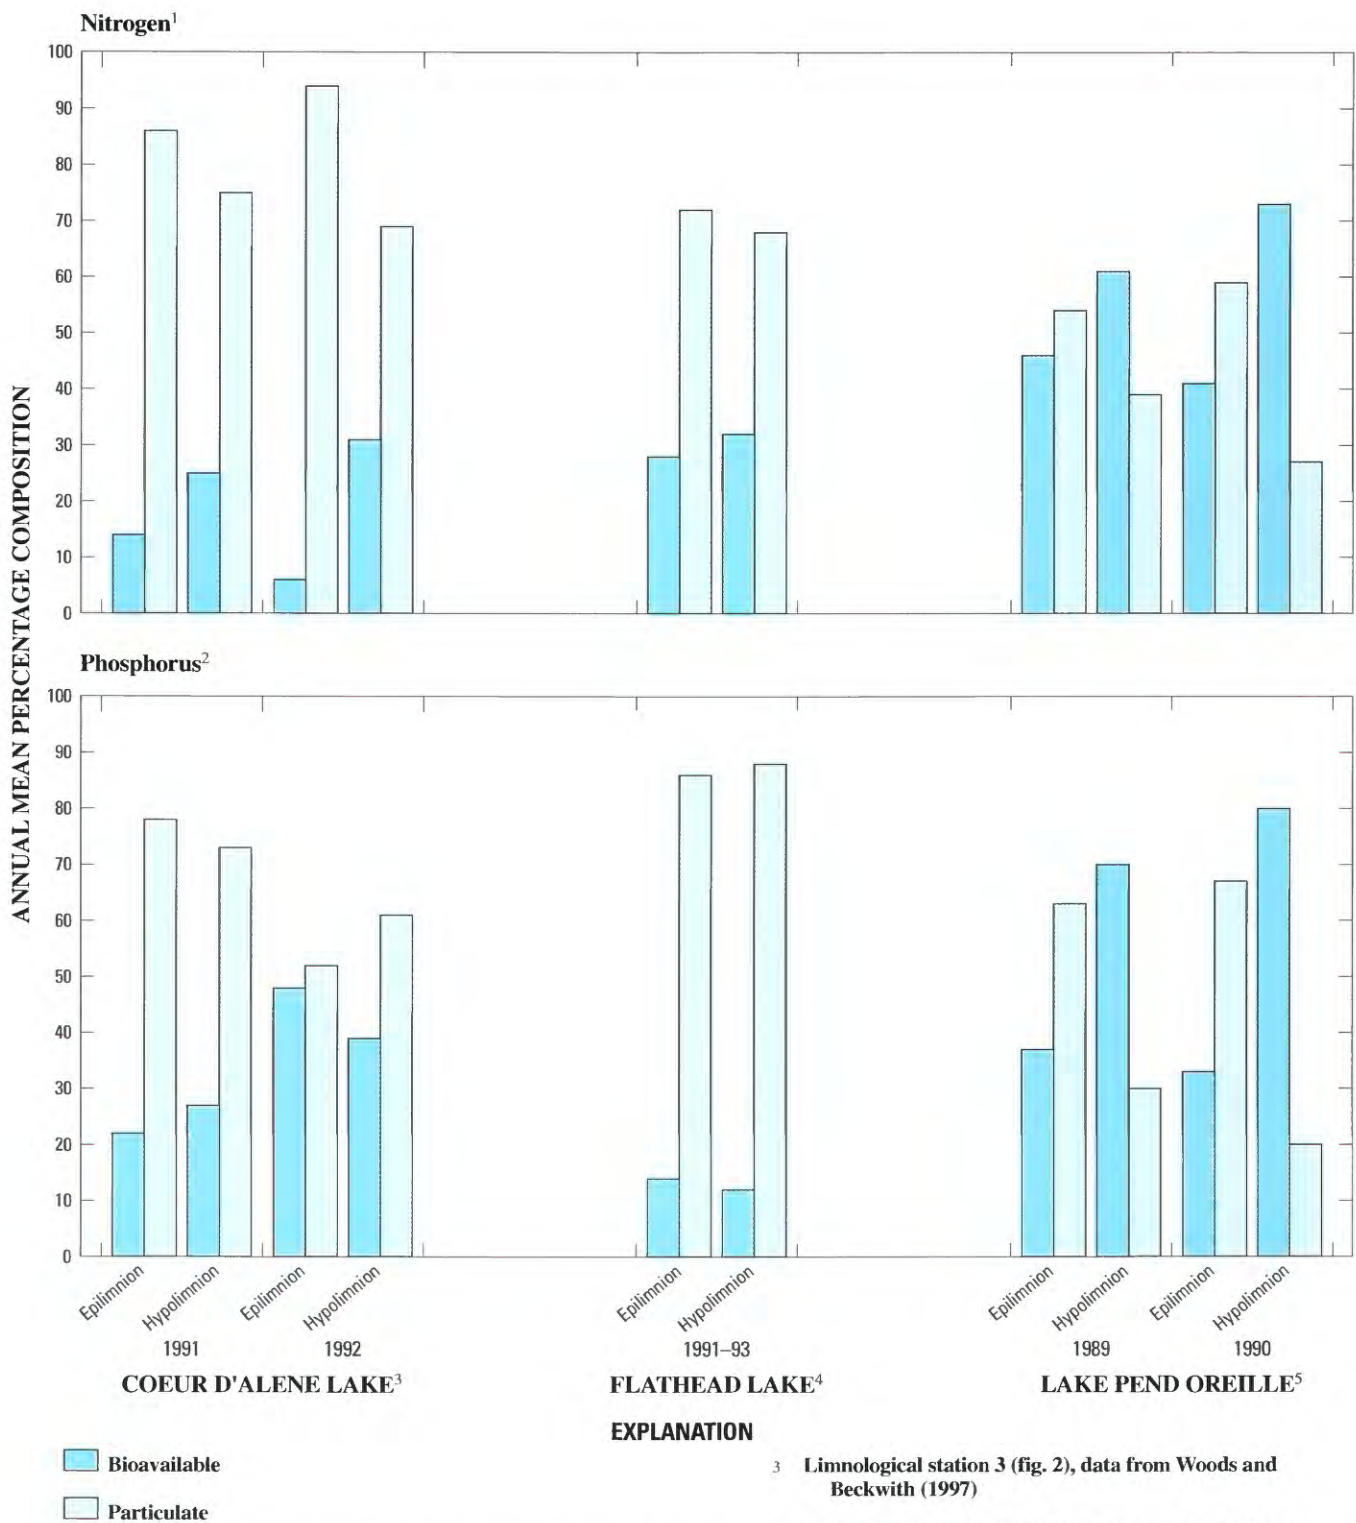 Nitrogen1
100
90
80
70
60
50
40
30
20
10
0
ANNUAL MEAN PERCENTAGE COMPOSITION
Phosphorus2
100
90
80
70
60
50
40
30
20
10
0
Epilimnion Hypolimnion Epilimnion Hypolimnion Epilimnion Hypolimnion Epilimnion Hypolimnion Epilimnion Hypolimnion
1991 1992 1991–93 1989 1990
COEUR D'ALENE LAKE3 FLATHEAD LAKE4 LAKE PEND OREILLE5
EXPLANATION
Bioavailable
Particulate
3 Limnological station 3 (fig. 2), data from Woods and
Beckwith (1997)